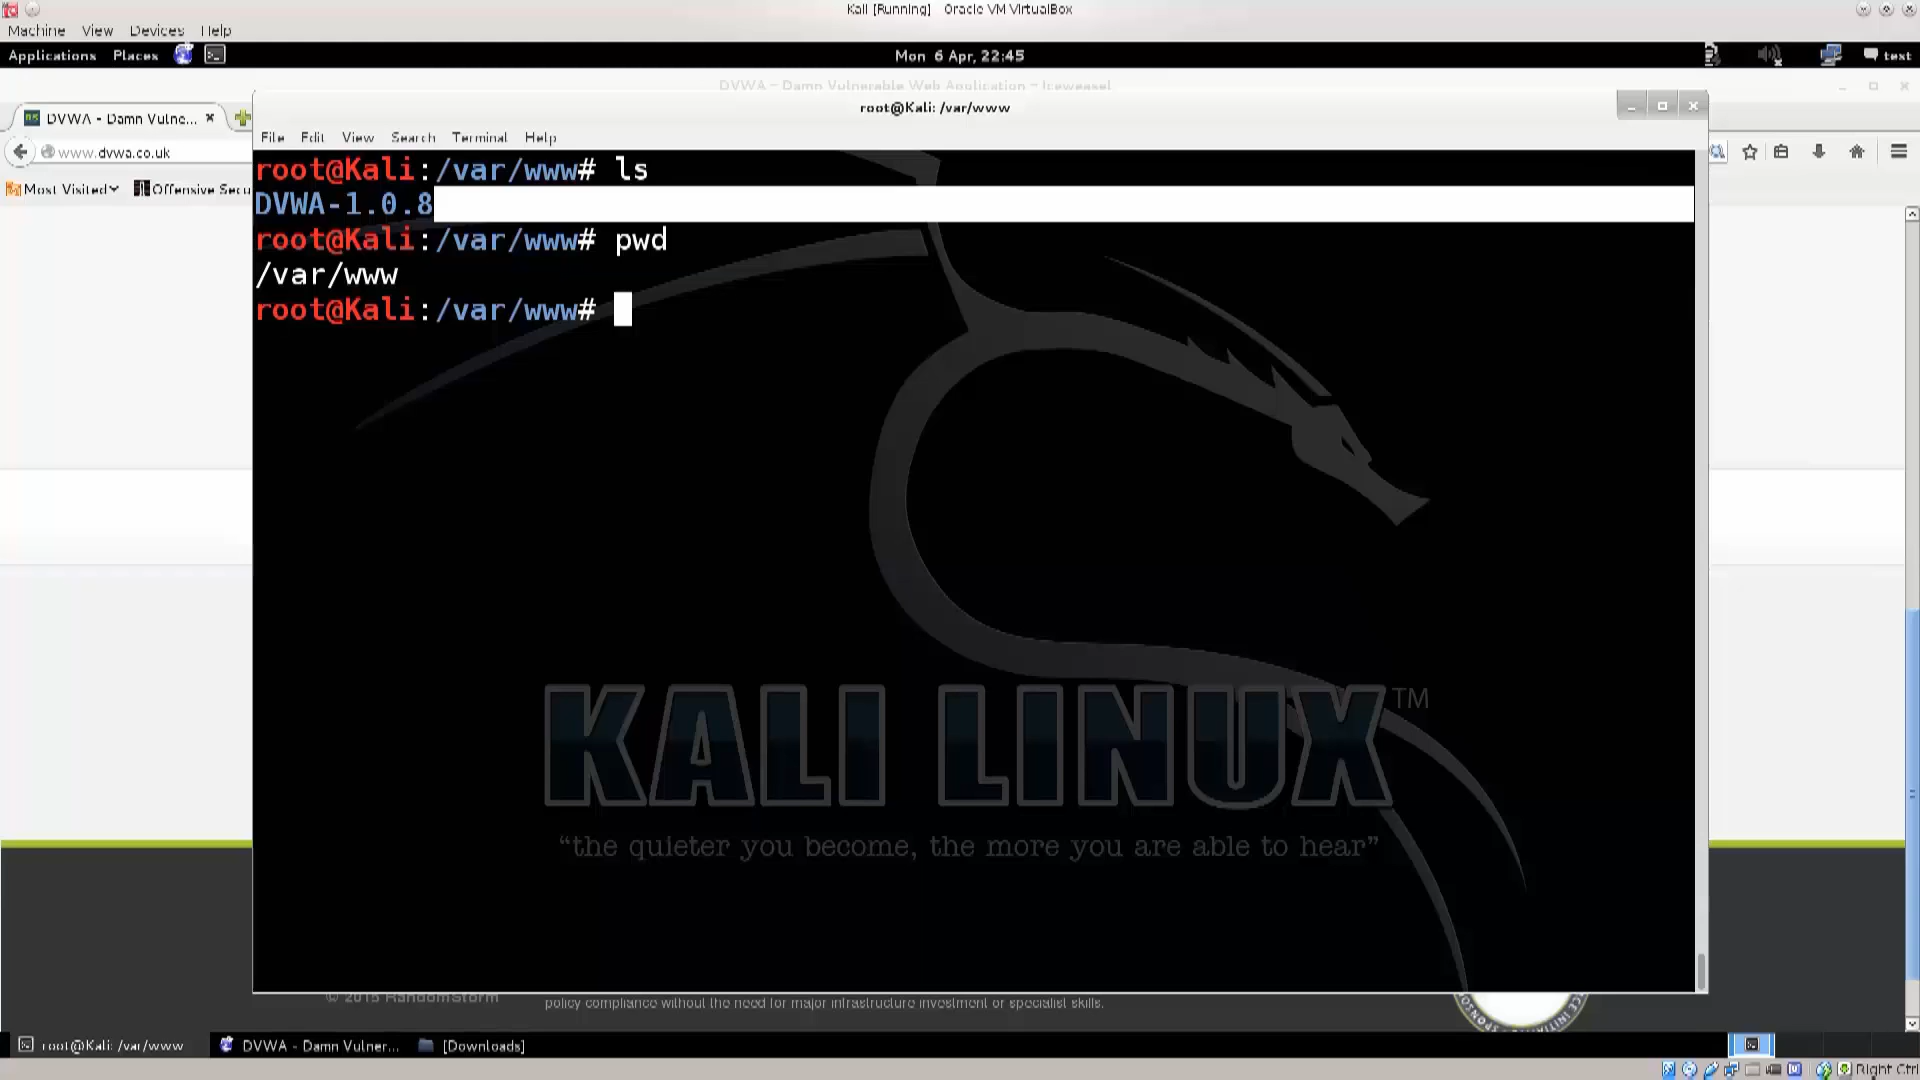 Kali [Running] Oracle VM VirtualBox
Machine View Devices Help
Applications Places Mon 6 Apr, 22:45 test
DVWA - Damn Vulnerable Web Application - Iceweasel
DVWA - Damn Vulne...
root@Kali: /var/www
File Edit View Search Terminal Help
www.dvwa.co.uk
Most Visited Offensive Secu
root@Kali:/var/www# ls
DVWA-1.0.8
root@Kali:/var/www# pwd
/var/www
root@Kali:/var/www#
KALI LINUX TM
“the quieter you become, the more you are able to hear”
© 2015 RandomStorm
policy compliance without the need for major infrastructure investment or specialist skills.
root@Kali: /var/www DVWA - Damn Vulner... [Downloads]
Right Ctrl